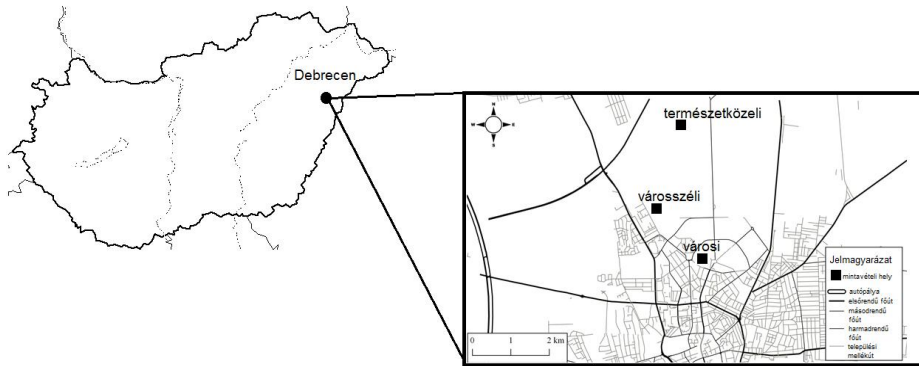 Debrecen
természetközeli
városszéli
városi
Jelmagyarázat
mintavételi hely
autópálya
elsőrendű főút
másodrendű
főút
harmadrendű
főút
települési
mellékút
0 1 2 km